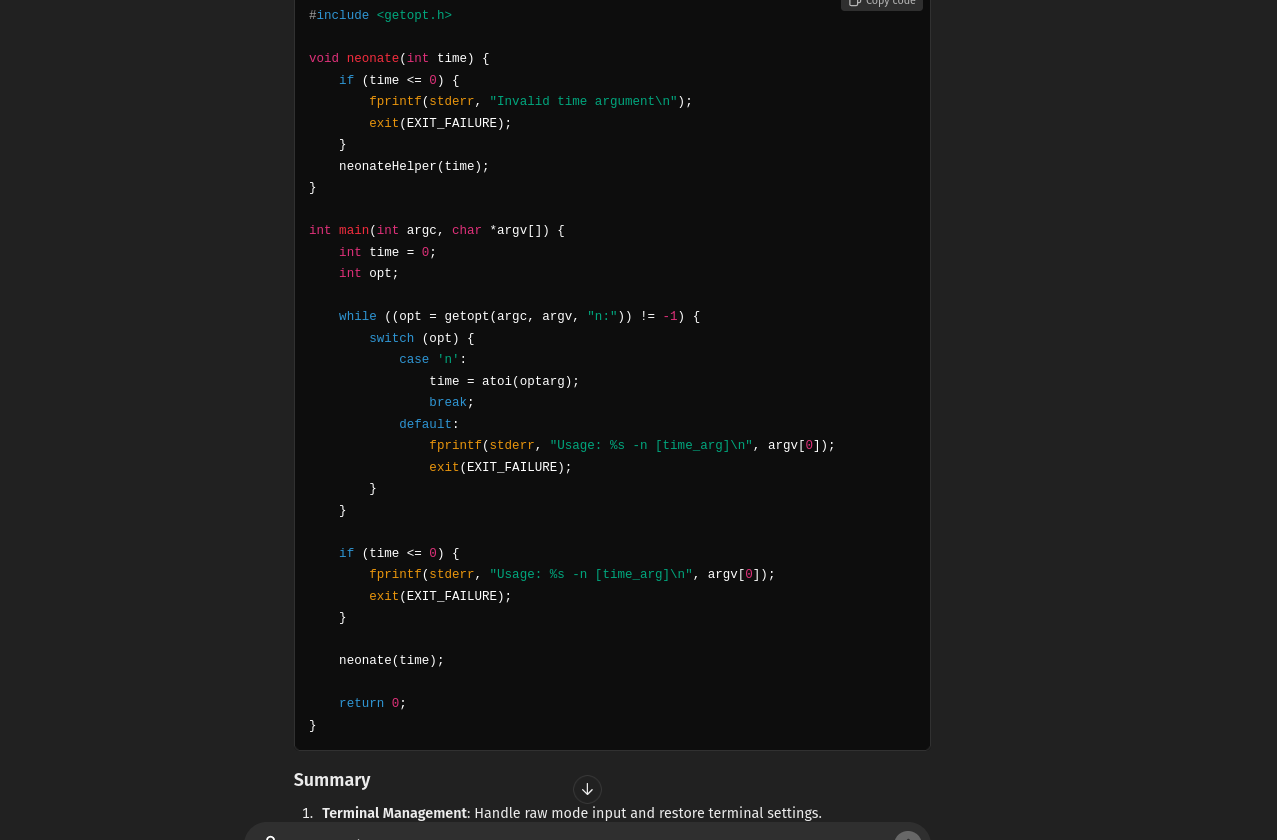 Copy code
#include <getopt.h>
void neonate(int time) {
    if (time <= 0) {
        fprintf(stderr, "Invalid time argument\n");
        exit(EXIT_FAILURE);
    }
    neonateHelper(time);
}
int main(int argc, char *argv[]) {
    int time = 0;
    int opt;
    while ((opt = getopt(argc, argv, "n:")) != -1) {
        switch (opt) {
            case 'n':
                time = atoi(optarg);
                break;
            default:
                fprintf(stderr, "Usage: %s -n [time_arg]\n", argv[0]);
                exit(EXIT_FAILURE);
        }
    }
    if (time <= 0) {
        fprintf(stderr, "Usage: %s -n [time_arg]\n", argv[0]);
        exit(EXIT_FAILURE);
    }
    neonate(time);
    return 0;
}
Summary
1. Terminal Management: Handle raw mode input and restore terminal settings.